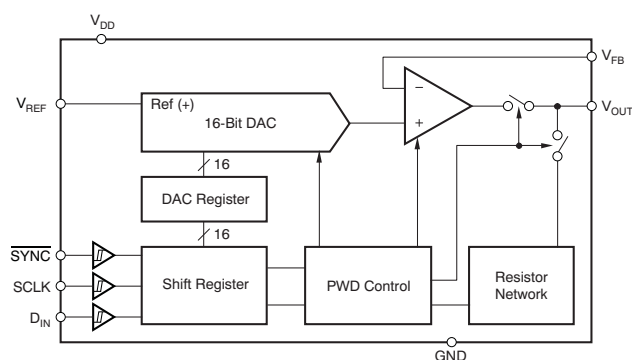 VDD
VFB
VREF
Ref (+)
16-Bit DAC
−
+
VOUT
16
DAC Register
16
SYNC
SCLK
DIN
Shift Register
PWD Control
Resistor
Network
GND